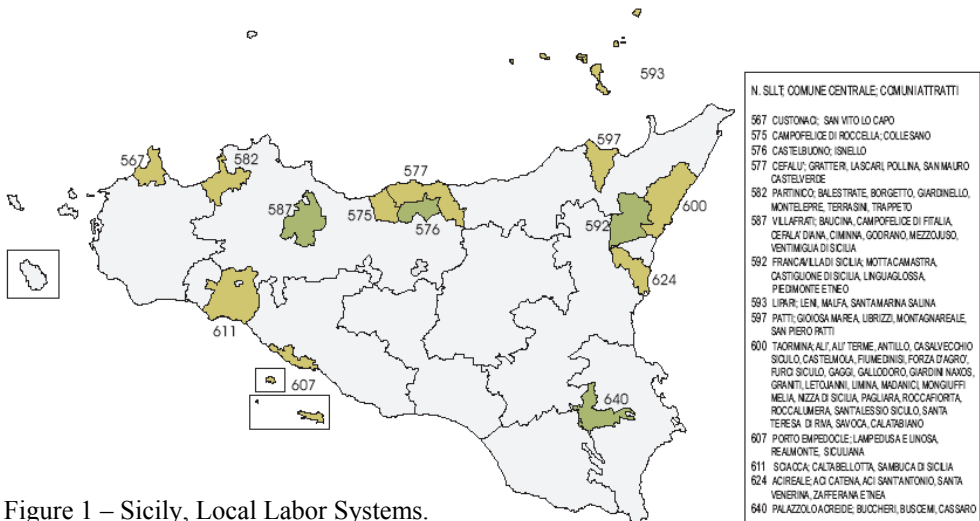 593
597
567
582
577
600
587
575
592
576
624
611
607
640
N. SLLT, COMUNE CENTRALE; COMUNI ATTRATTI
567 CUSTONACI; SAN VITO LO CAPO
575 CAMPOFELICE DI ROCCELLA; COLLESANO
576 CASTELBUONO; ISNELLO
577 CEFALU'; GRATTERI, LASCARI, POLLINA, SAN MAURO
CASTELVERDE
582 PARTINICO; BALESTRATE, BORGETTO, GIARDINELLO,
MONTELEPRE, TERRASINI, TRAPPETO
587 VILLAFRATI; BAUCINA, CAMPOFELICE DI FITALIA,
CEFALA' DIANA, CIMINNA, GODRANO, MEZZOJUSO,
VENTIMIGLIA DI SICILIA
592 FRANCAVILLA DI SICILIA; MOTTA CAMASTRA,
CASTIGLIONE DI SICILIA, LINGUAGLOSSA,
PIEDIMONTE ETNEO
593 LIPARI; LENI, MALFA, SANTA MARINA SALINA
597 PATTI; GIOIOSA MAREA, LIBRIZZI, MONTAGNAREALE,
SAN PIERO PATTI
600 TAORMINA; ALI', ALI' TERME, ANTILLO, CASALVECCHIO
SICULO, CASTELMOLA, FIUMEDINISI, FORZA D'AGRO',
FURCI SICULO, GAGGI, GALLODORO, GIARDINI NAXOS,
GRANITI, LETOJANNI, LIMINA, MADANICI, MONGIUFFI
MELIA, NIZZA DI SICILIA, PAGLIARA, ROCCAFIORITA,
ROCCALUMERA, SANT'ALESSIO SICULO, SANTA
TERESA DI RIVA, SAVOCA, CALATABIANO
607 PORTO EMPEDOCLE; LAMPEDUSA E LINOSA,
REALMONTE, SICULIANA
611 SCIACCA; CALTABELLOTTA, SAMBUCA DI SICILIA
624 ACIREALE; ACI CATENA, ACI SANT'ANTONIO, SANTA
VENERINA, ZAFFERANA ETNEA
640 PALAZZOLO ACREIDE; BUCCHERI, BUSCEMI, CASSARO
Figure 1 – Sicily, Local Labor Systems.